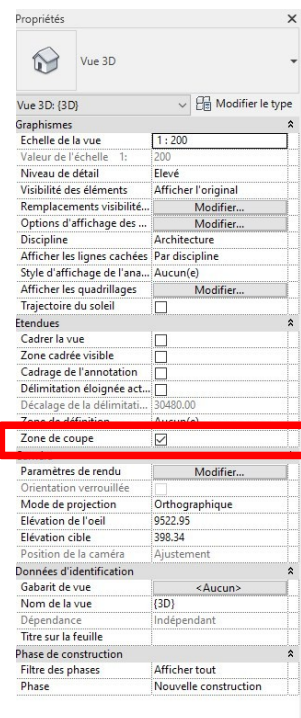 Propriétés
Vue 3D
Vue 3D: {3D}
Modifier le type
Graphismes
Echelle de la vue 1 : 200
Valeur de l'échelle 1: 200
Niveau de détail Elevé
Visibilité des éléments Afficher l'original
Remplacements visibilité... Modifier...
Options d'affichage des ... Modifier...
Discipline Architecture
Afficher les lignes cachées Par discipline
Style d'affichage de l'ana... Aucun(e)
Afficher les quadrillages Modifier...
Trajectoire du soleil
Etendues
Cadrer la vue
Zone cadrée visible
Cadrage de l'annotation
Délimitation éloignée act...
Décalage de la délimitati... 30480.00
Zone de définition Aucun(e)
Zone de coupe
Paramètres de rendu Modifier...
Orientation verrouillée
Mode de projection Orthographique
Elévation de l'oeil 9522.95
Elévation cible 398.34
Position de la caméra Ajustement
Données d'identification
Gabarit de vue <Aucun>
Nom de la vue {3D}
Dépendance Indépendant
Titre sur la feuille
Phase de construction
Filtre des phases Afficher tout
Phase Nouvelle construction